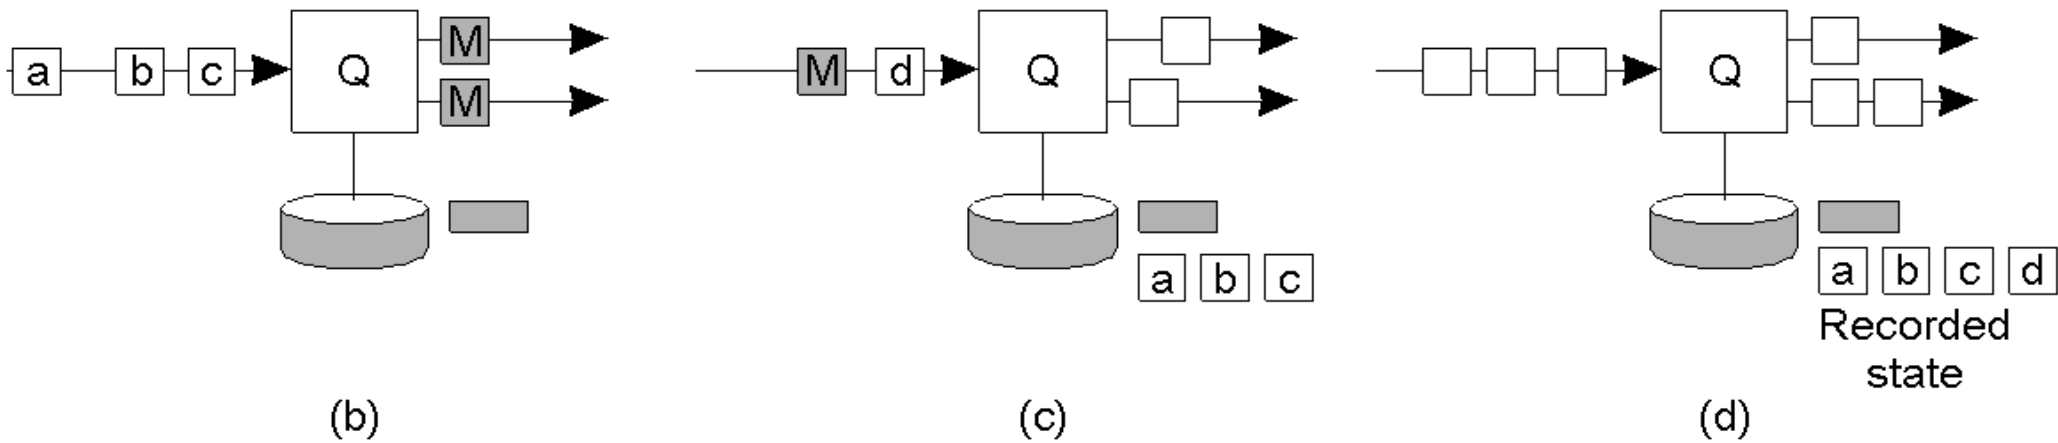 a b c Q M
M
(b)
M d Q
a b c
(c)
Q
a b c d
Recorded
state
(d)